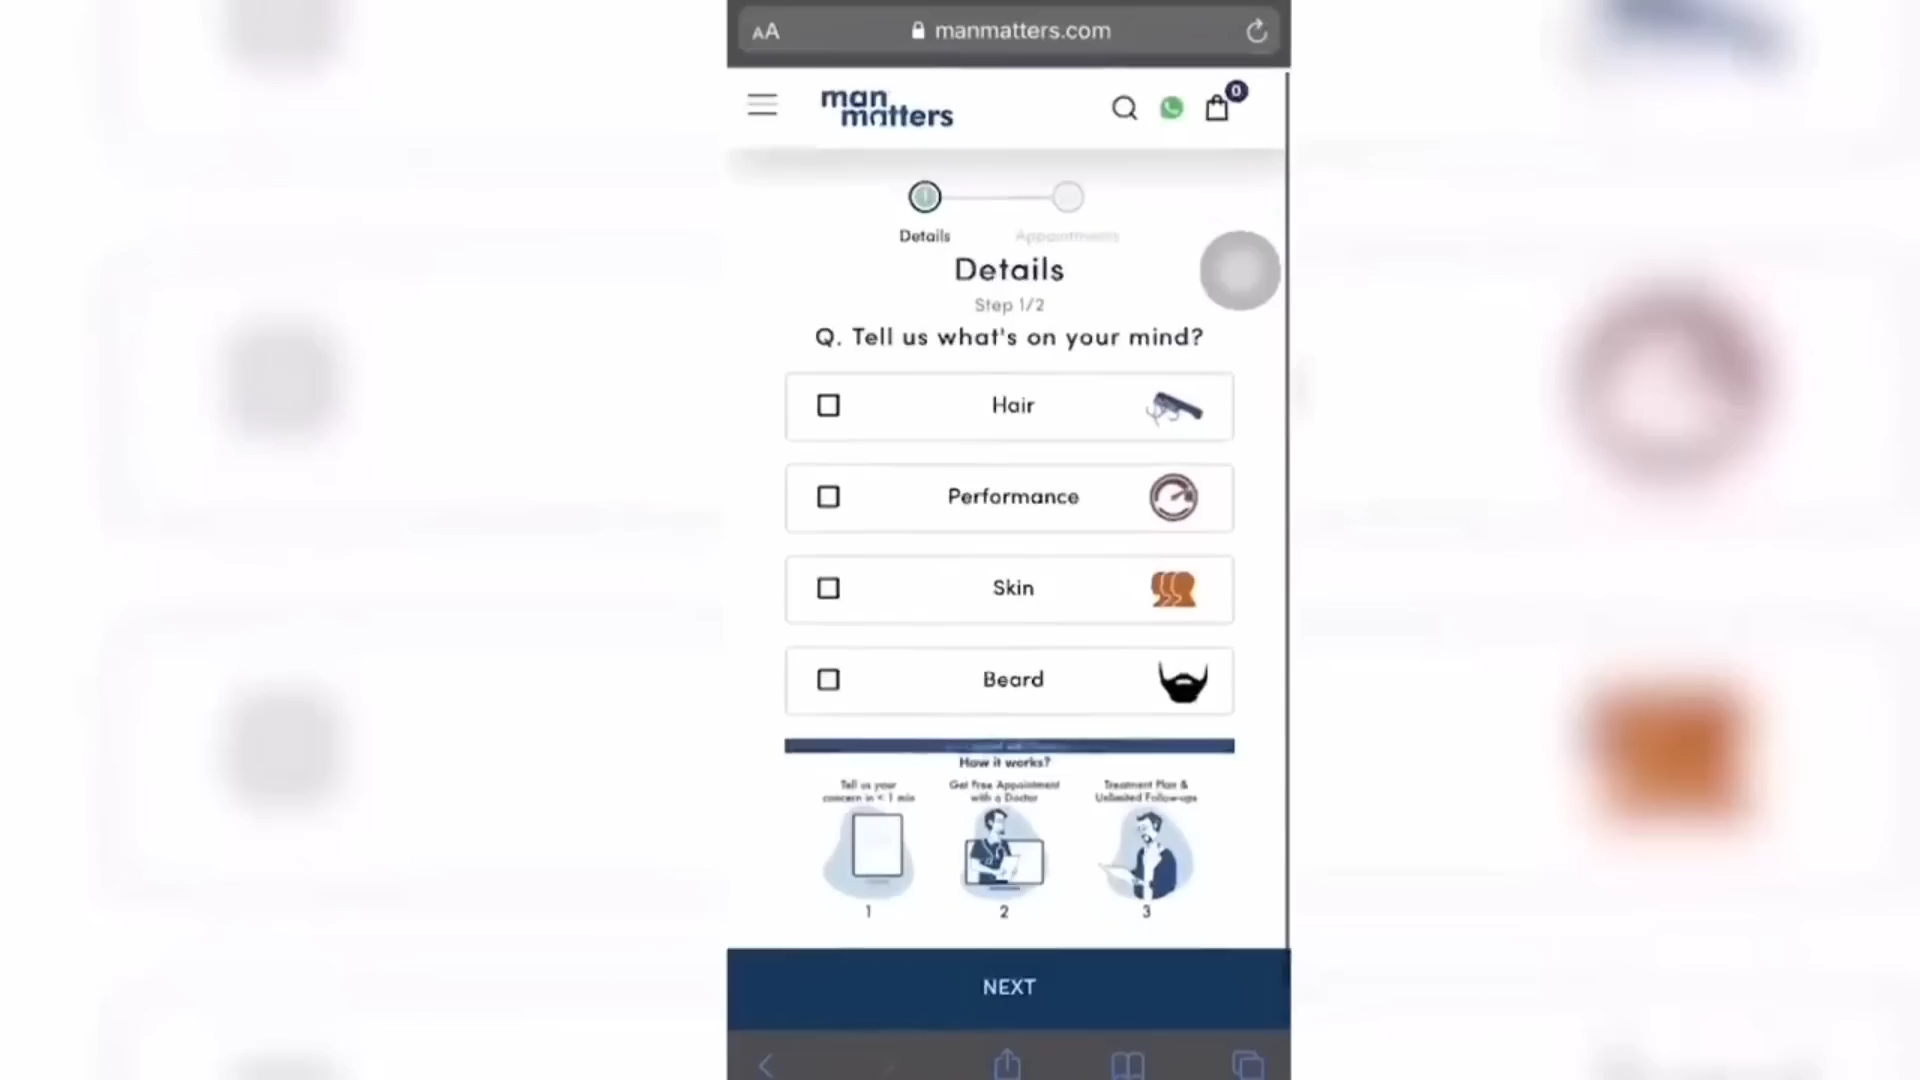 AA manmatters.com
man
matters
0
1
Details Appointments
Details
Step 1/2
Q. Tell us what's on your mind?
Hair
Performance
Skin
Beard
How it works?
Tell us your
concern in < 1 min
Get Free Appointment
with a Doctor
Treatment Plan &
Unlimited Follow-ups
1 2 3
NEXT